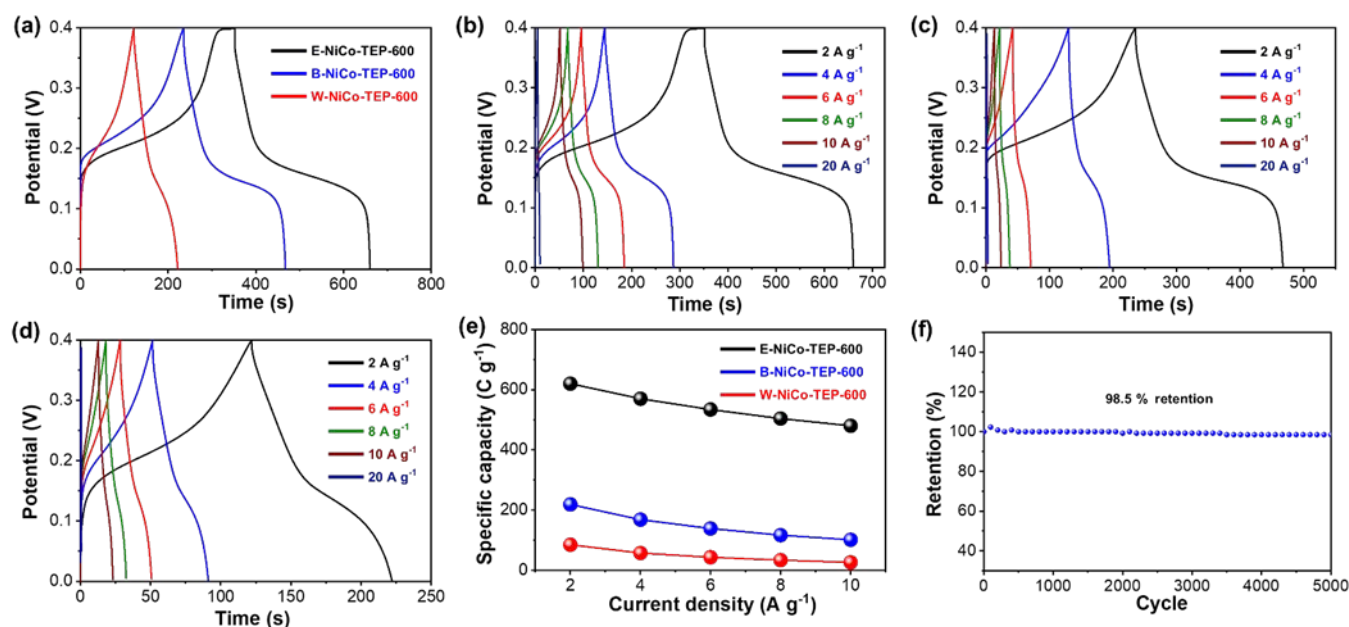 (a)
E-NiCo-TEP-600
B-NiCo-TEP-600
W-NiCo-TEP-600
Potential (V)
0.4
0.3
0.2
0.1
0.0
0 200 400 600 800
Time (s)
(b)
2 A g⁻¹
4 A g⁻¹
6 A g⁻¹
8 A g⁻¹
10 A g⁻¹
20 A g⁻¹
Potential (V)
0.4
0.3
0.2
0.1
0.0
0 100 200 300 400 500 600 700
Time (s)
(c)
2 A g⁻¹
4 A g⁻¹
6 A g⁻¹
8 A g⁻¹
10 A g⁻¹
20 A g⁻¹
Potential (V)
0.4
0.3
0.2
0.1
0.0
0 100 200 300 400 500
Time (s)
(d)
2 A g⁻¹
4 A g⁻¹
6 A g⁻¹
8 A g⁻¹
10 A g⁻¹
20 A g⁻¹
Potential (V)
0.4
0.3
0.2
0.1
0.0
0 50 100 150 200 250
Time (s)
(e)
E-NiCo-TEP-600
B-NiCo-TEP-600
W-NiCo-TEP-600
Specific capacity (C g⁻¹)
800
600
400
200
0
2 4 6 8 10
Current density (A g⁻¹)
(f)
98.5 % retention
Retention (%)
140
120
100
80
60
40
0 1000 2000 3000 4000 5000
Cycle